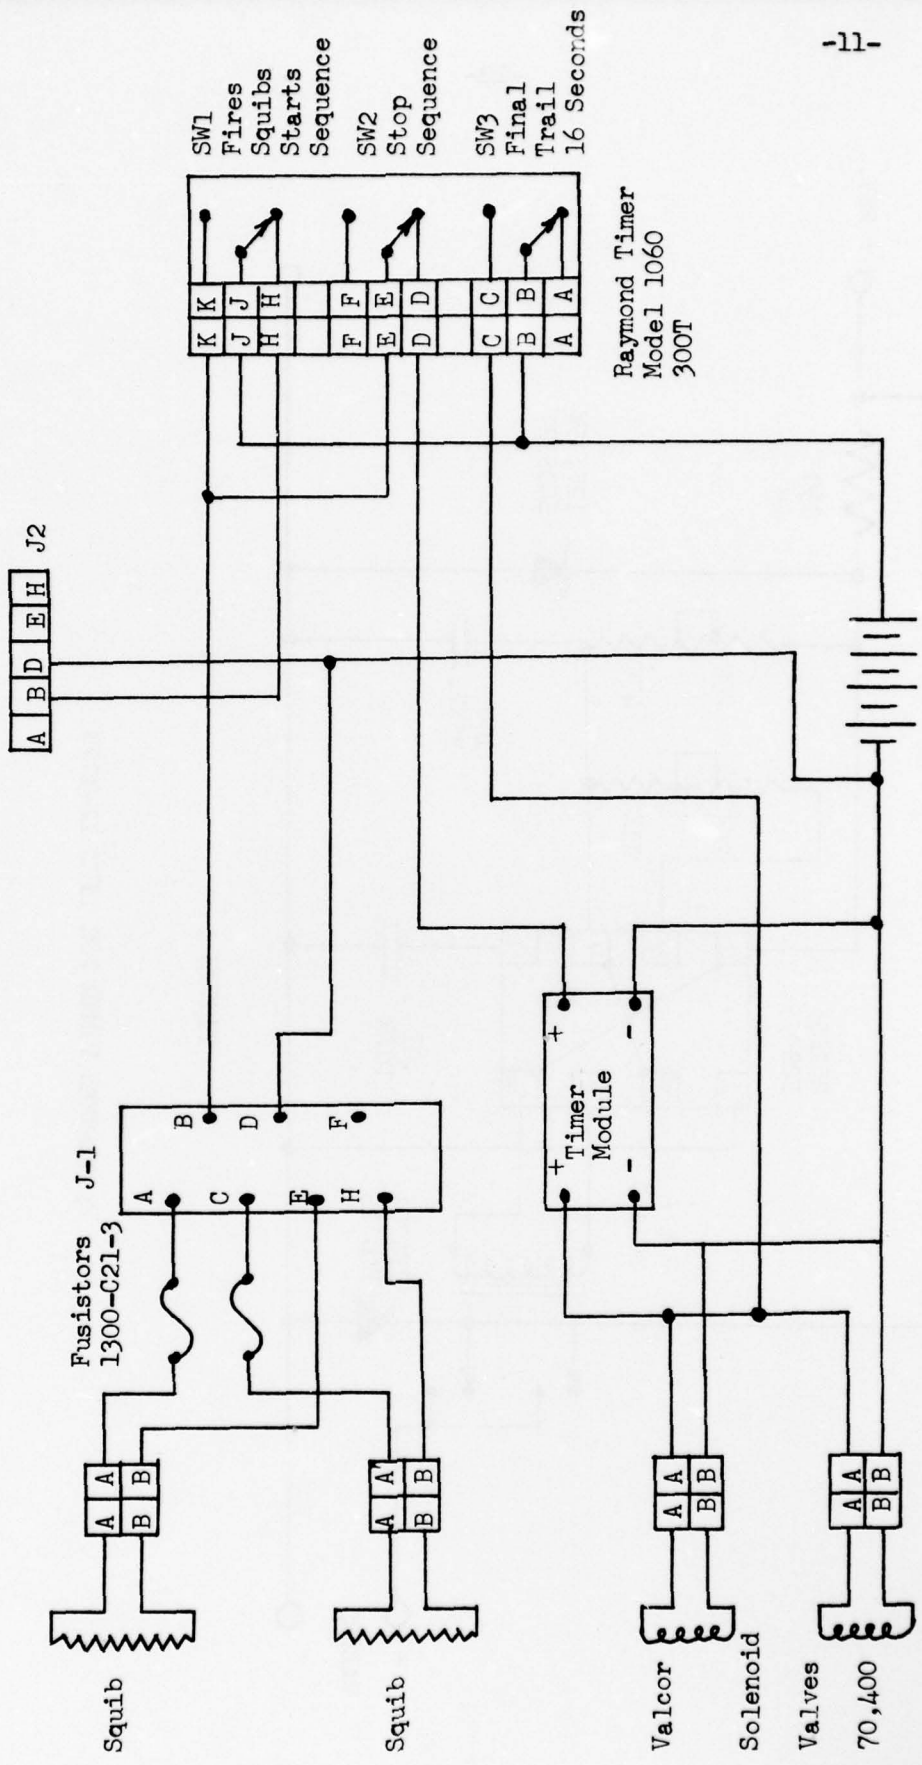 -11-
SW1
Fires
Squibs
Starts
Sequence
SW2
Stop
Sequence
SW3
Final
Trail
16 Seconds
K K
J J
H H
F F
E E
D D
C C
B B
A A
Raymond Timer
Model 1060
300T
J2
A B D E H
J-1
A
B
C
D
E
F
H
Fusistors
1300-C21-3
Timer
Module
+
-
+
-
A A
B B
A A
B B
A A
B B
A A
B B
Squib
Squib
Valcor
Solenoid
Valves
70,400